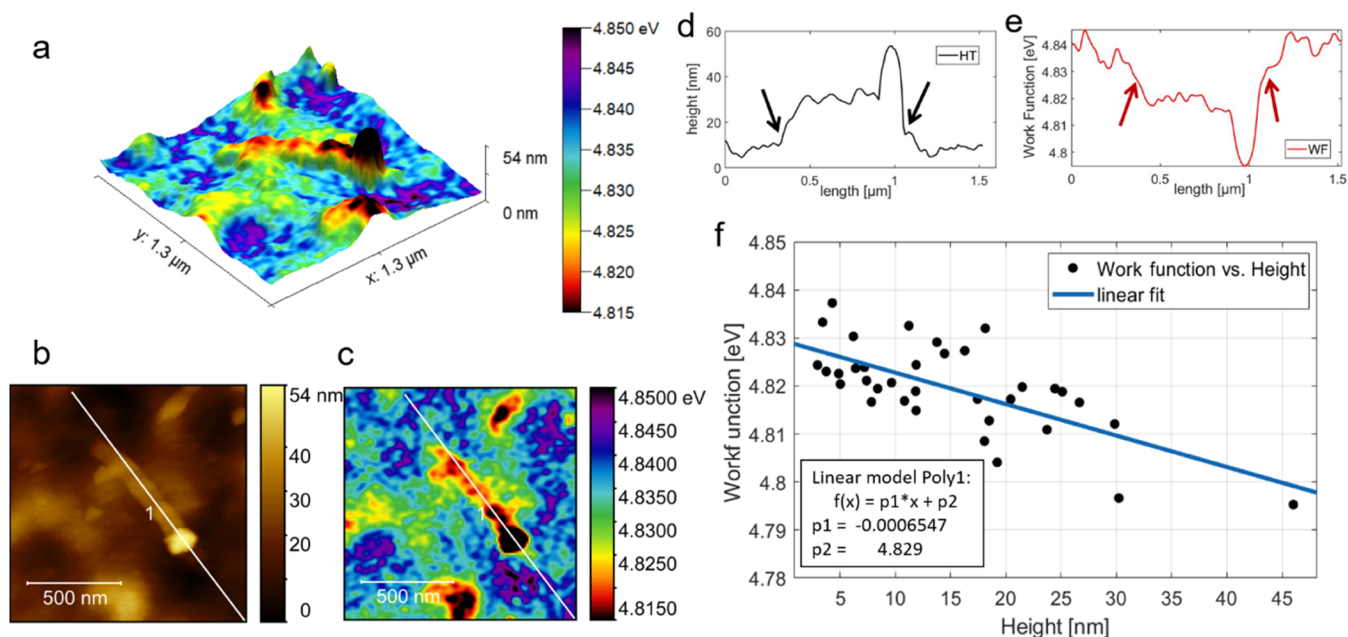 a
4.850 eV
4.845
4.840
4.835
4.830
4.825
4.820
4.815
54 nm
0 nm
y: 1.3 µm
x: 1.3 µm
b
54 nm
40
30
20
0
1
500 nm
c
4.8500 eV
4.8450
4.8400
4.8350
4.8300
4.8250
4.8200
4.8150
1
500 nm
d
60
40
20
0
height [nm]
HT
0
0.5
1
1.5
length [µm]
e
4.84
4.83
4.82
4.81
4.8
Work Function [eV]
WF
0
0.5
1
1.5
length [µm]
f
4.85
4.84
4.83
4.82
4.81
4.8
4.79
4.78
Workf unction [eV]
Work function vs. Height
linear fit
Linear model Poly1:
f(x) = p1*x + p2
p1 = -0.0006547
p2 = 4.829
5
10
15
20
25
30
35
40
45
Height [nm]